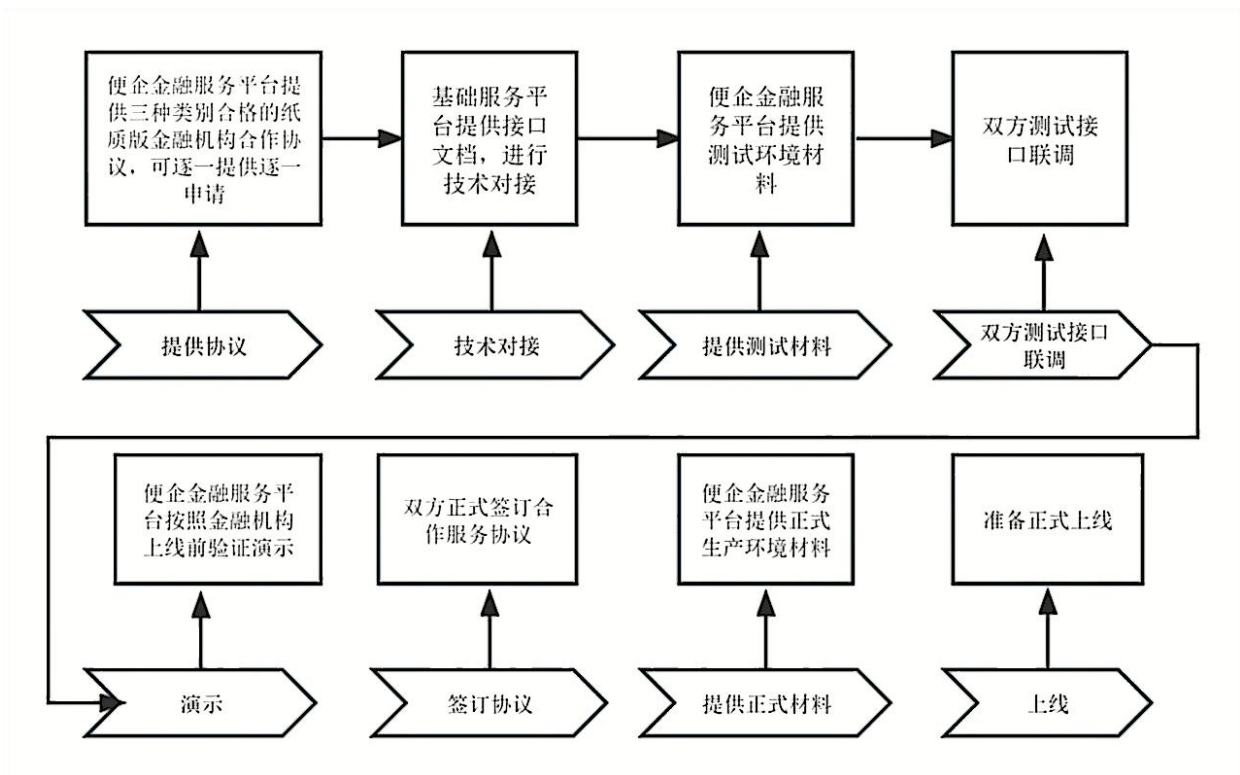 便企金融服务平台提
供三种类别合格的纸
质版金融机构合作协
议，可逐一提供逐一
申请
基础服务平
台提供接口
文档，进行
技术对接
便企金融服
务平台提供
测试环境材
料
双方测试接
口联调
提供协议
技术对接
提供测试材料
双方测试接口
联调
便企金融服务平
台按照金融机构
上线前验证演示
双方正式签订合
作服务协议
便企金融服务
平台提供正式
生产环境材料
准备正式上线
演示
签订协议
提供正式材料
上线